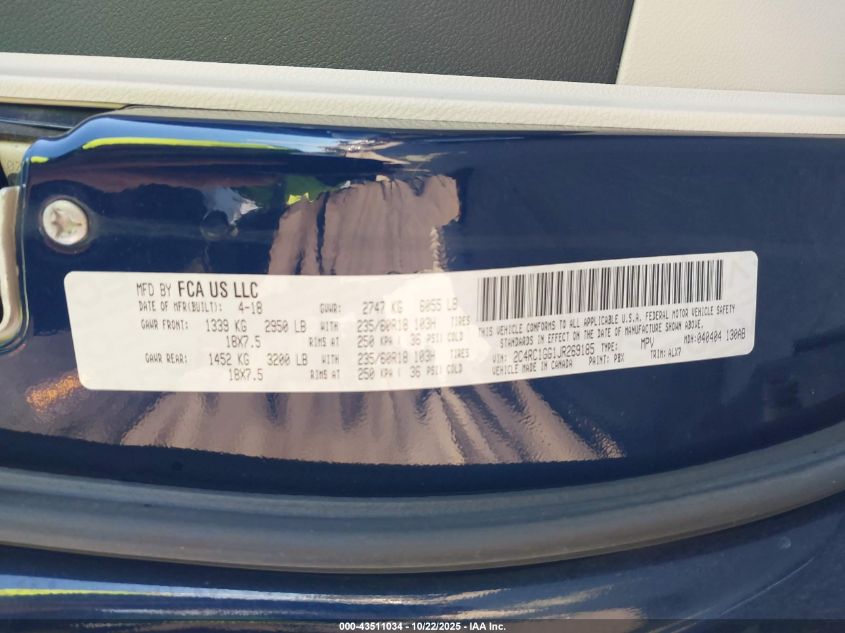 MFD BY FCA US LLC
DATE OF MFR(BUILT): 4-18 GVWR: 2747 KG 6055 LB
GAWR FRONT: 1339 KG 2950 LB WITH 235/60R18 103H TIRES
18X7.5 RIMS AT 250 KPA ( 36 PSI) COLD
GAWR REAR: 1452 KG 3200 LB WITH 235/60R18 103H TIRES
18X7.5 RIMS AT 250 KPA ( 36 PSI) COLD
THIS VEHICLE CONFORMS TO ALL APPLICABLE U.S.A. FEDERAL MOTOR VEHICLE SAFETY
STANDARDS IN EFFECT ON THE DATE OF MANUFACTURE SHOWN ABOVE.
VIN: 2C4RC1GG1JR269185 TYPE: MPV MDH: 040404 130AB
VEHICLE MADE IN CANADA PAINT: PBX TRIM: ALX7
000-43511034 | 10/22/2025 - IAA Inc.